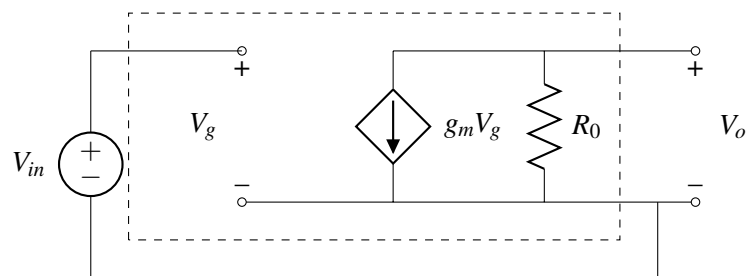 + + +
V_g g_mV_g R_0 V_o
V_in + −
− −